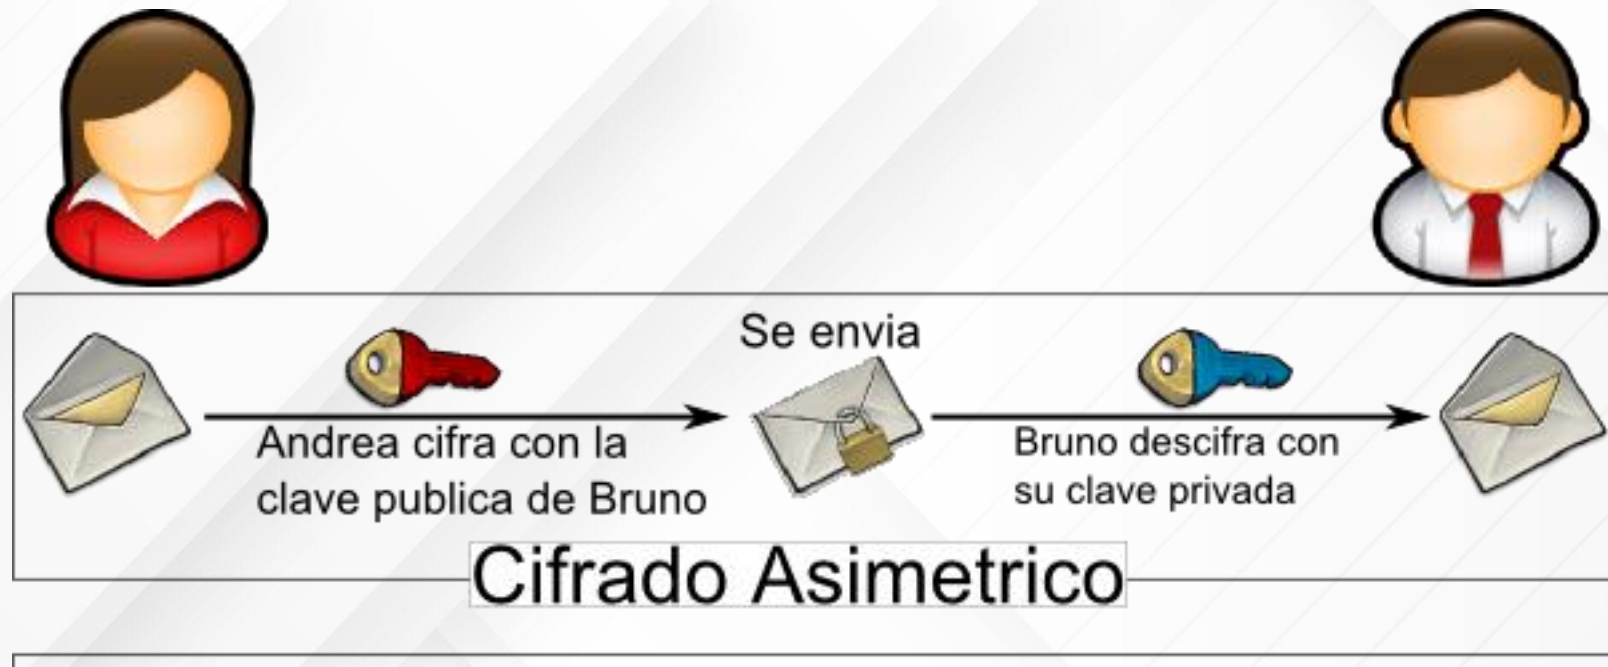 Se envia
Andrea cifra con la
clave publica de Bruno
Bruno descifra con
su clave privada
Cifrado Asimetrico